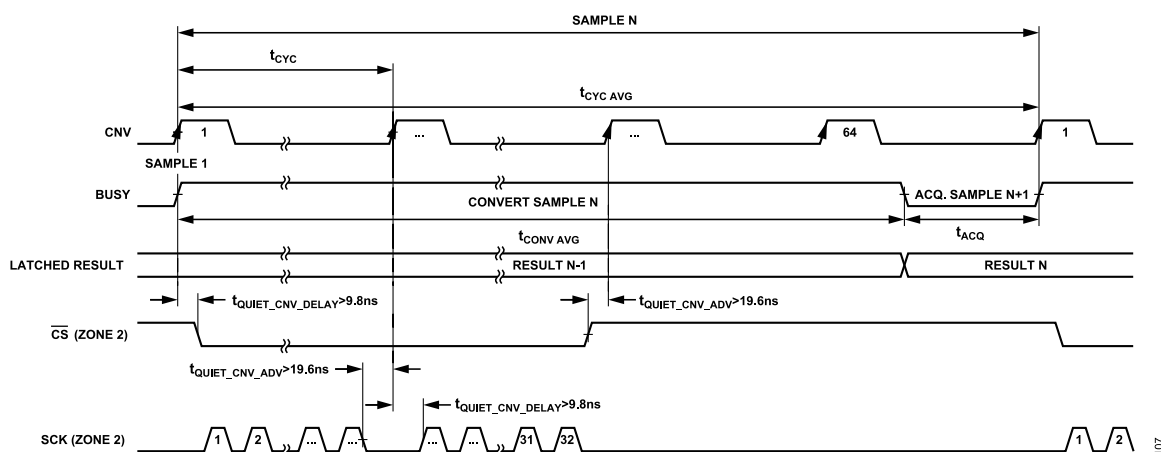 SAMPLE N
tCYC
tCYC AVG
CNV
1
...
...
64
1
SAMPLE 1
BUSY
ACQ. SAMPLE N+1
CONVERT SAMPLE N
tCONV AVG
tACQ
LATCHED RESULT
RESULT N-1
RESULT N
tQUIET_CNV_DELAY>9.8ns
tQUIET_CNV_ADV>19.6ns
CS (ZONE 2)
tQUIET_CNV_ADV>19.6ns
tQUIET_CNV_DELAY>9.8ns
SCK (ZONE 2)
1 2 ... ... ... ... 31 32 1 2
07